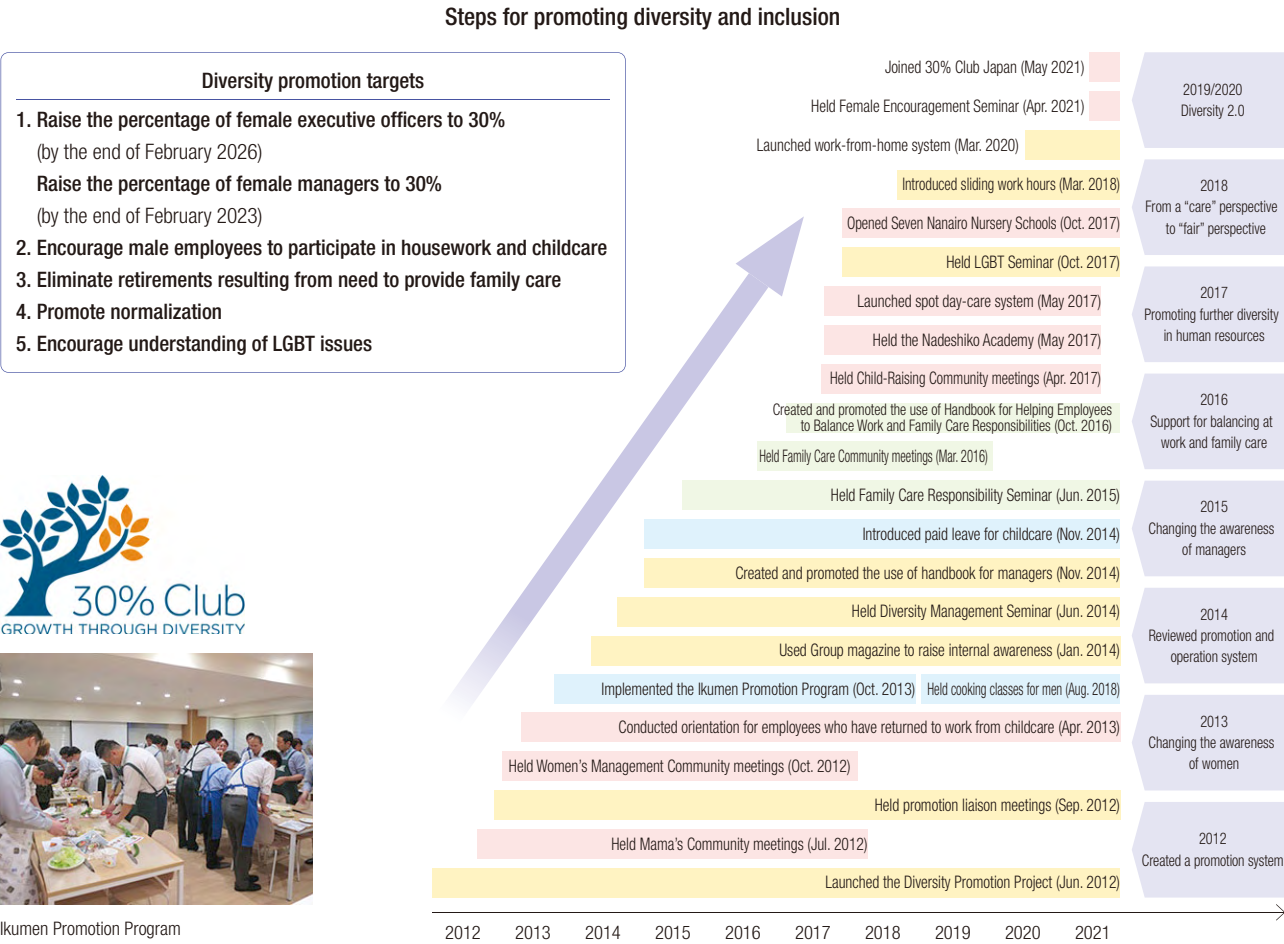 Steps for promoting diversity and inclusion
Diversity promotion targets
1. Raise the percentage of female executive officers to 30%
(by the end of February 2026)
Raise the percentage of female managers to 30%
(by the end of February 2023)
2. Encourage male employees to participate in housework and childcare
3. Eliminate retirements resulting from need to provide family care
4. Promote normalization
5. Encourage understanding of LGBT issues
30% Club
GROWTH THROUGH DIVERSITY
Ikumen Promotion Program
Joined 30% Club Japan (May 2021)
Held Female Encouragement Seminar (Apr. 2021)
Launched work-from-home system (Mar. 2020)
Introduced sliding work hours (Mar. 2018)
Opened Seven Nanairo Nursery Schools (Oct. 2017)
Held LGBT Seminar (Oct. 2017)
Launched spot day-care system (May 2017)
Held the Nadeshiko Academy (May 2017)
Held Child-Raising Community meetings (Apr. 2017)
Created and promoted the use of Handbook for Helping Employees
to Balance Work and Family Care Responsibilities (Oct. 2016)
Held Family Care Community meetings (Mar. 2016)
Held Family Care Responsibility Seminar (Jun. 2015)
Introduced paid leave for childcare (Nov. 2014)
Created and promoted the use of handbook for managers (Nov. 2014)
Held Diversity Management Seminar (Jun. 2014)
Used Group magazine to raise internal awareness (Jan. 2014)
Implemented the Ikumen Promotion Program (Oct. 2013)
Held cooking classes for men (Aug. 2018)
Conducted orientation for employees who have returned to work from childcare (Apr. 2013)
Held Women's Management Community meetings (Oct. 2012)
Held promotion liaison meetings (Sep. 2012)
Held Mama's Community meetings (Jul. 2012)
Launched the Diversity Promotion Project (Jun. 2012)
2012 2013 2014 2015 2016 2017 2018 2019 2020 2021
2019/2020
Diversity 2.0
2018
From a “care” perspective
to “fair” perspective
2017
Promoting further diversity
in human resources
2016
Support for balancing at
work and family care
2015
Changing the awareness
of managers
2014
Reviewed promotion and
operation system
2013
Changing the awareness
of women
2012
Created a promotion system